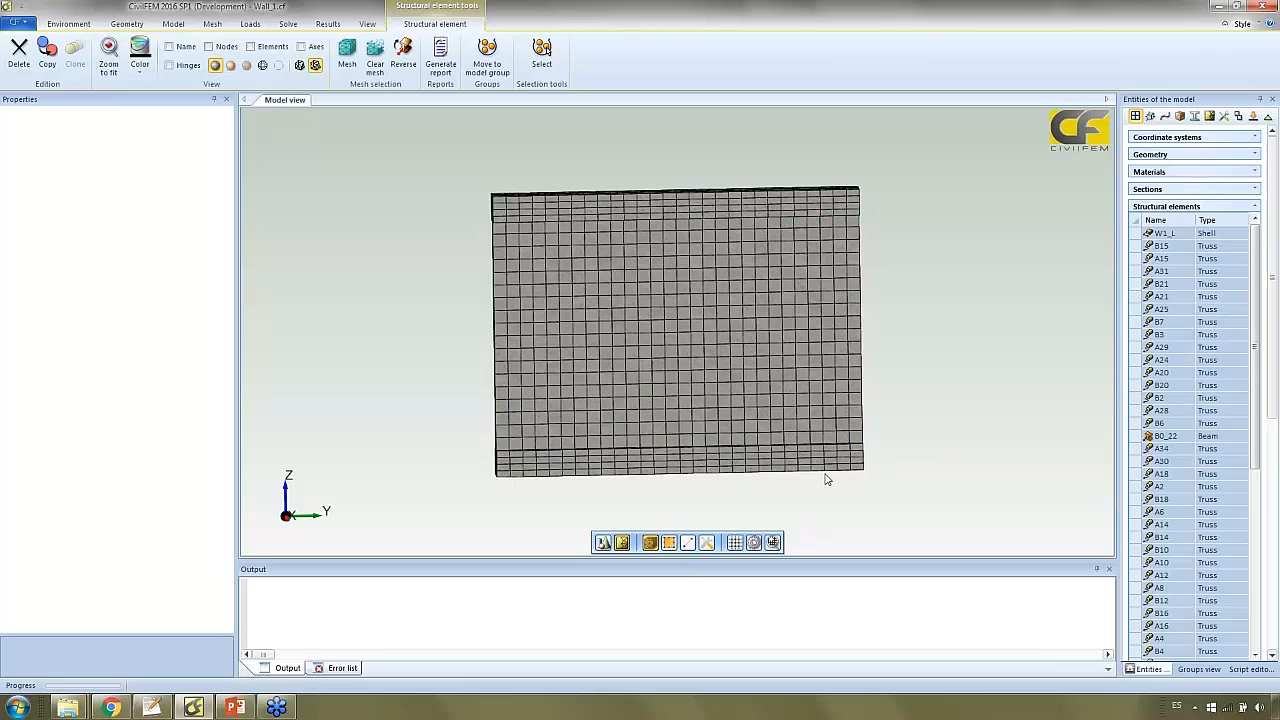 CivilFEM 2016 SP1 (Development) - Wall_1.cf
Structural element tools
CF
Environment
Geometry
Model
Mesh
Loads
Solve
Results
View
Structural element
Style
Delete
Copy
Clone
Edition
Zoom to fit
Color
Name
Nodes
Elements
Axes
Hinges
View
Mesh
Clear mesh
Reverse
Mesh selection
Generate report
Reports
Move to model group
Groups
Select
Selection tools
Properties
Model view
CIVILFEM
Z
Y
X
Output
Output
Error list
Entities of the model
Coordinate systems
Geometry
Materials
Sections
Structural elements
Name Type
W1_L Shell
B15 Truss
A15 Truss
A31 Truss
B21 Truss
A21 Truss
A25 Truss
B7 Truss
B3 Truss
A29 Truss
A24 Truss
A20 Truss
B20 Truss
B2 Truss
A28 Truss
B6 Truss
B0_22 Beam
A34 Truss
A30 Truss
A18 Truss
A2 Truss
B18 Truss
A6 Truss
A14 Truss
B14 Truss
B10 Truss
A10 Truss
A12 Truss
A8 Truss
B12 Truss
B16 Truss
A16 Truss
A4 Truss
B4 Truss
Entities ...
Groups view
Script edito...
Progress
ES